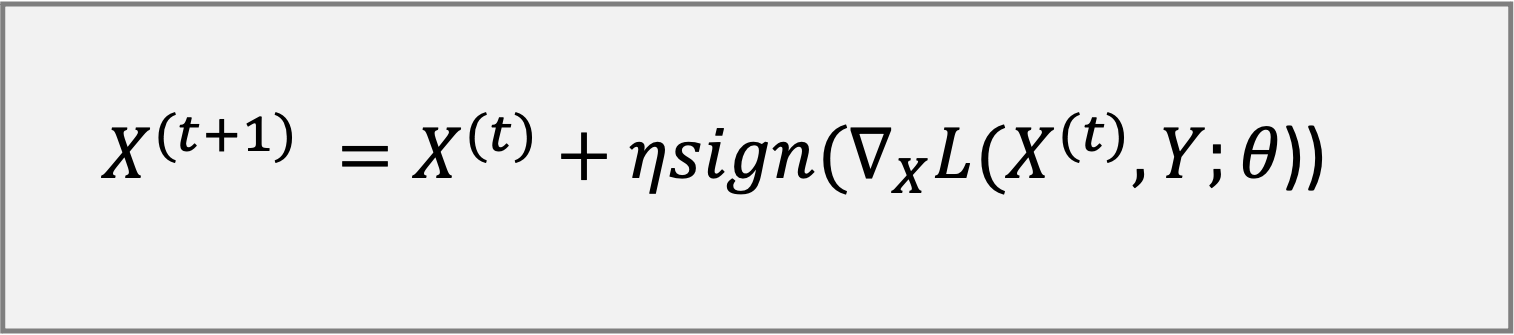 X^{(t+1)} = X^{(t)} + ηsign(∇_X L(X^{(t)}, Y; θ))